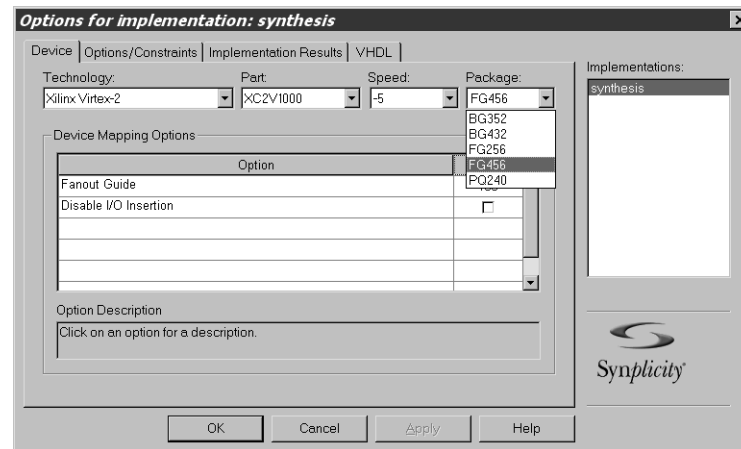 Options for implementation: synthesis
Device Options/Constraints Implementation Results VHDL
Technology: Part: Speed: Package:
Xilinx Virtex-2 XC2V1000 -5 FG456
BG352
BG432
FG256
FG456
PQ240
Device Mapping Options
Option
Fanout Guide
Disable I/O Insertion
Option Description
Click on an option for a description.
OK Cancel Apply Help
Implementations:
synthesis
Synplicity